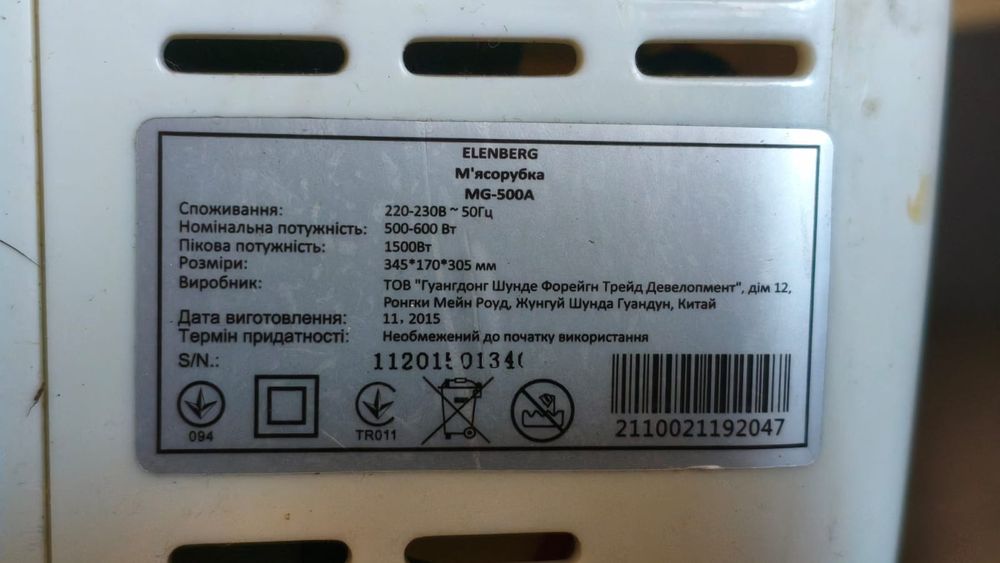 ELENBERG
М'ясорубка
MG-500A
Споживання: 220-230В ~ 50Гц
Номінальна потужність: 500-600 Вт
Пікова потужність: 1500Вт
Розміри: 345*170*305 мм
Виробник: ТОВ "Гуангдонг Шунде Форейгн Трейд Девелопмент", дім 12,
Ронгки Мейн Роуд, Жунгуй Шунда Гуандун, Китай
Дата виготовлення: 11, 2015
Термін придатності: Необмежений до початку використання
S/N.:
094
TR011
2110021192047